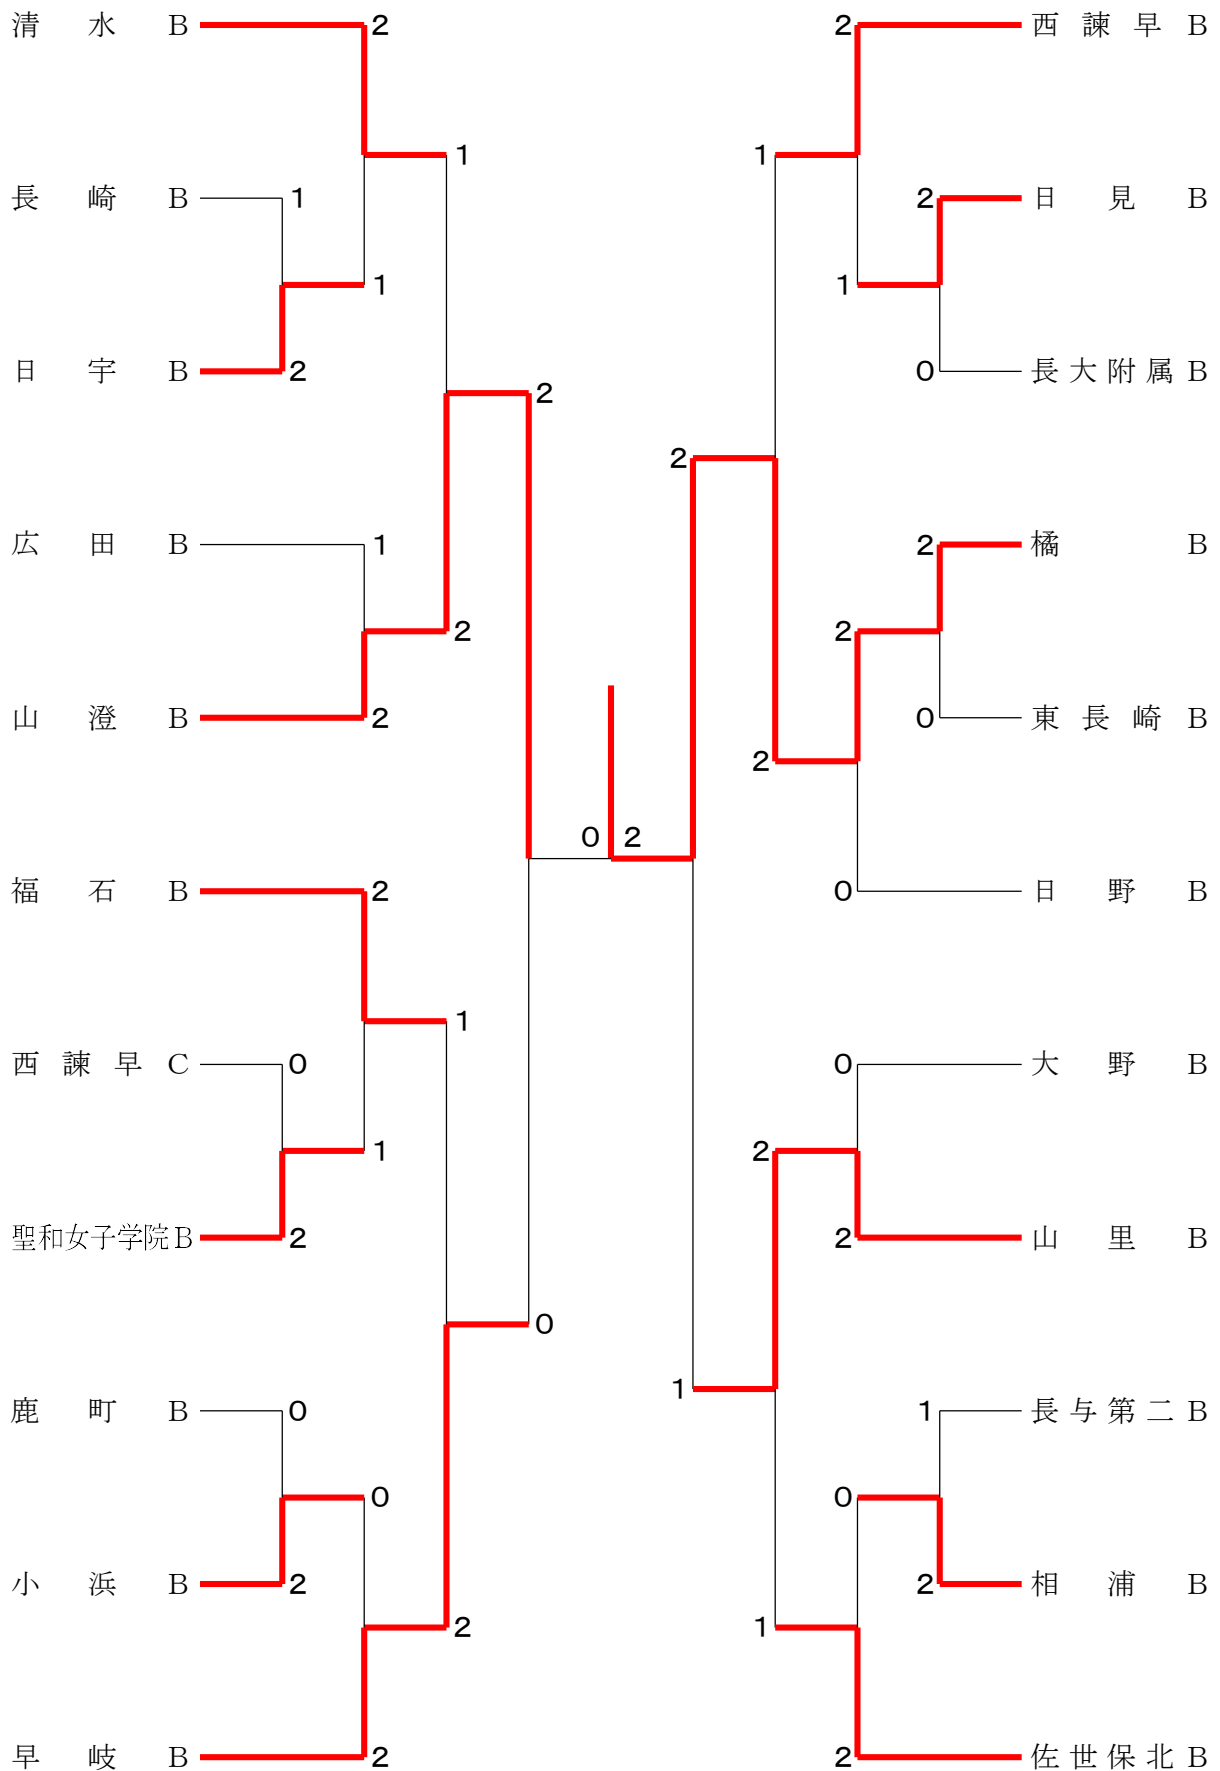 清水 B 2
2 西諫早 B
1
1
長崎 B 1
2 日見 B
1
1
日宇 B 2
0 長大附属 B
2
2
広田 B 1
2 橘 B
2
2
山澄 B 2
0 東長崎 B
2
0 2
福石 B 2
0 日野 B
1
西諫早 C 0
0 大野 B
1
2
聖和女子学院 B 2
2 山里 B
0
1
鹿町 B 0
1 長与第二 B
0
0
小浜 B 2
2 相浦 B
2
1
早岐 B 2
2 佐世保北 B